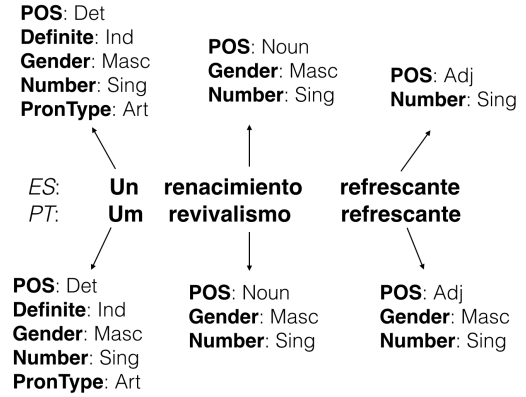 POS: Det
Definite: Ind
Gender: Masc
Number: Sing
PronType: Art
POS: Noun
Gender: Masc
Number: Sing
POS: Adj
Number: Sing
ES: Un renacimiento refrescante
PT: Um revivalismo refrescante
POS: Det
Definite: Ind
Gender: Masc
Number: Sing
PronType: Art
POS: Noun
Gender: Masc
Number: Sing
POS: Adj
Gender: Masc
Number: Sing